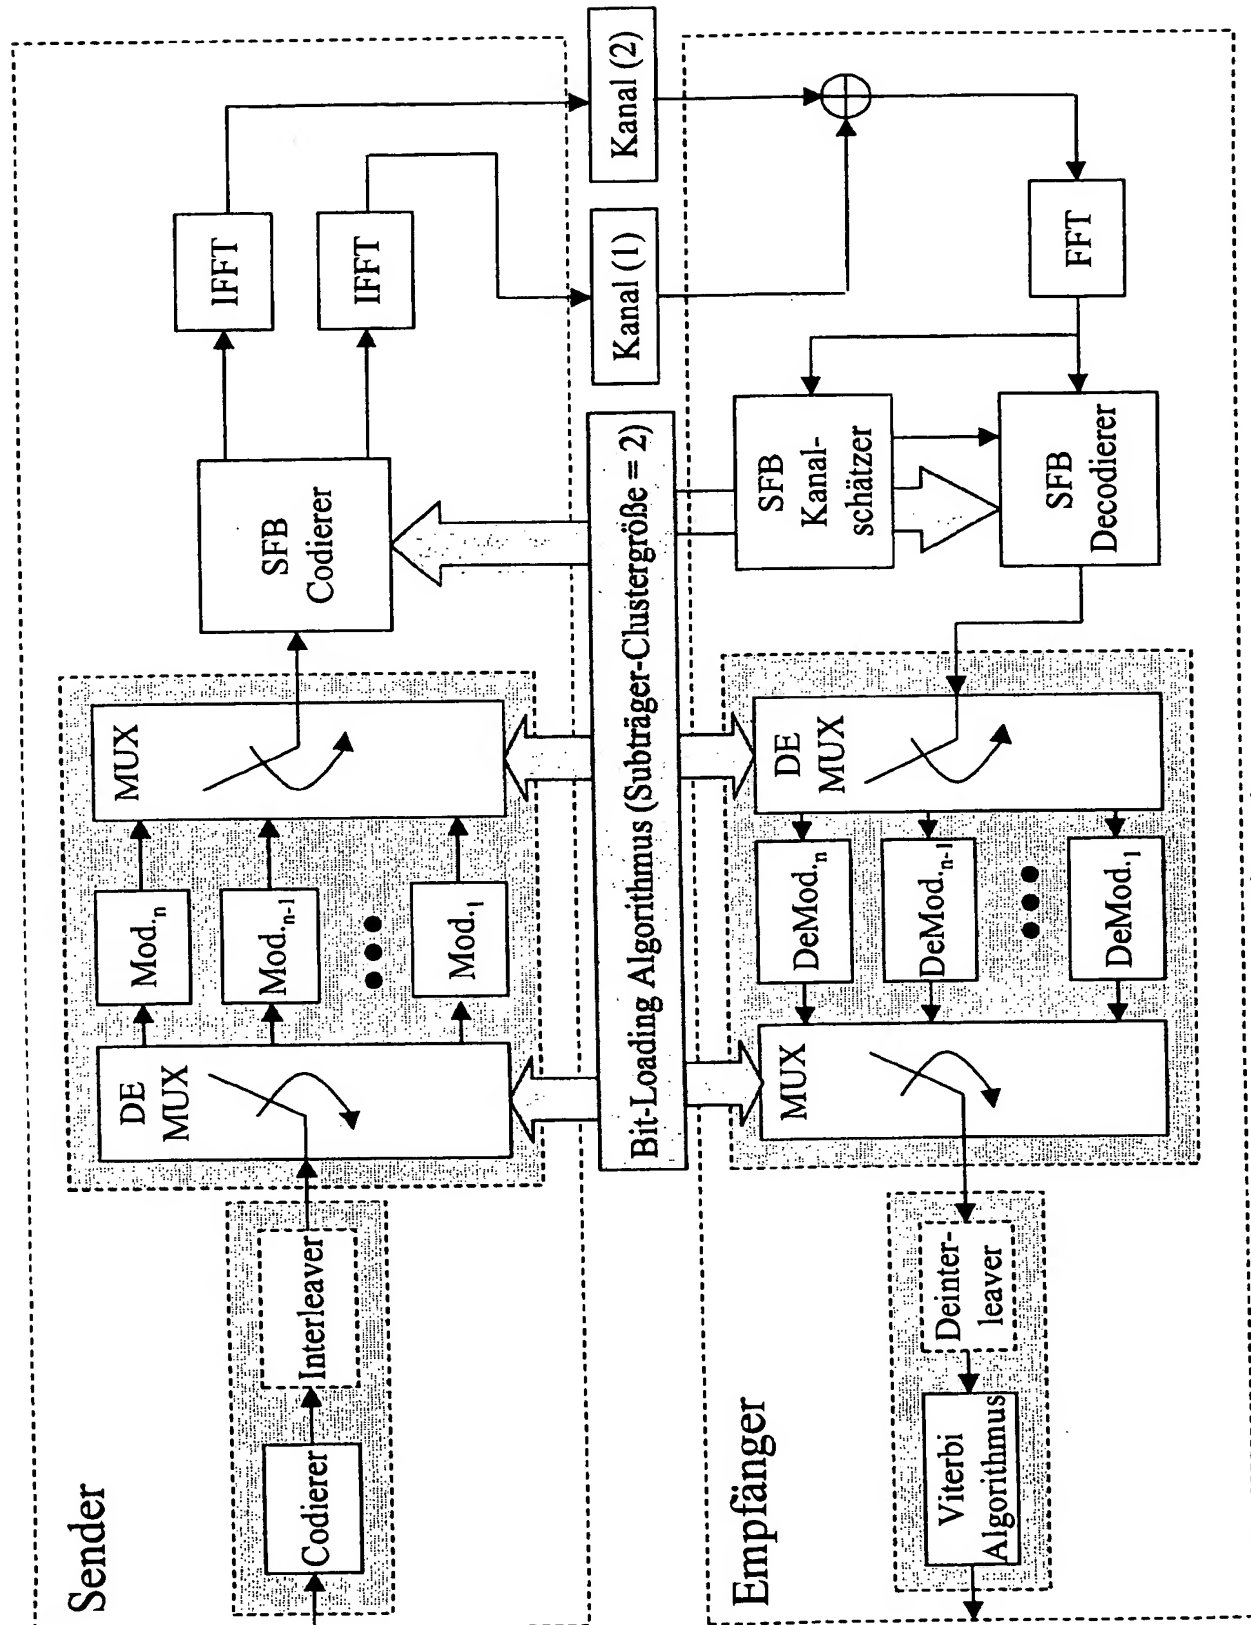 Sender
Codierer
Interleaver
DE
MUX
Mod.n
Mod.n-1
Mod.1
MUX
SFB
Codierer
IFFT
IFFT
Kanal (1)
Kanal (2)
Bit-Loading Algorithmus (Subträger-Clustergröße = 2)
Empfänger
Viterbi
Algorithmus
Deinter-
leaver
MUX
DeMod.n
DeMod.n-1
DeMod.1
DE
MUX
SFB
Kanal-
schätzer
SFB
Decodierer
FFT